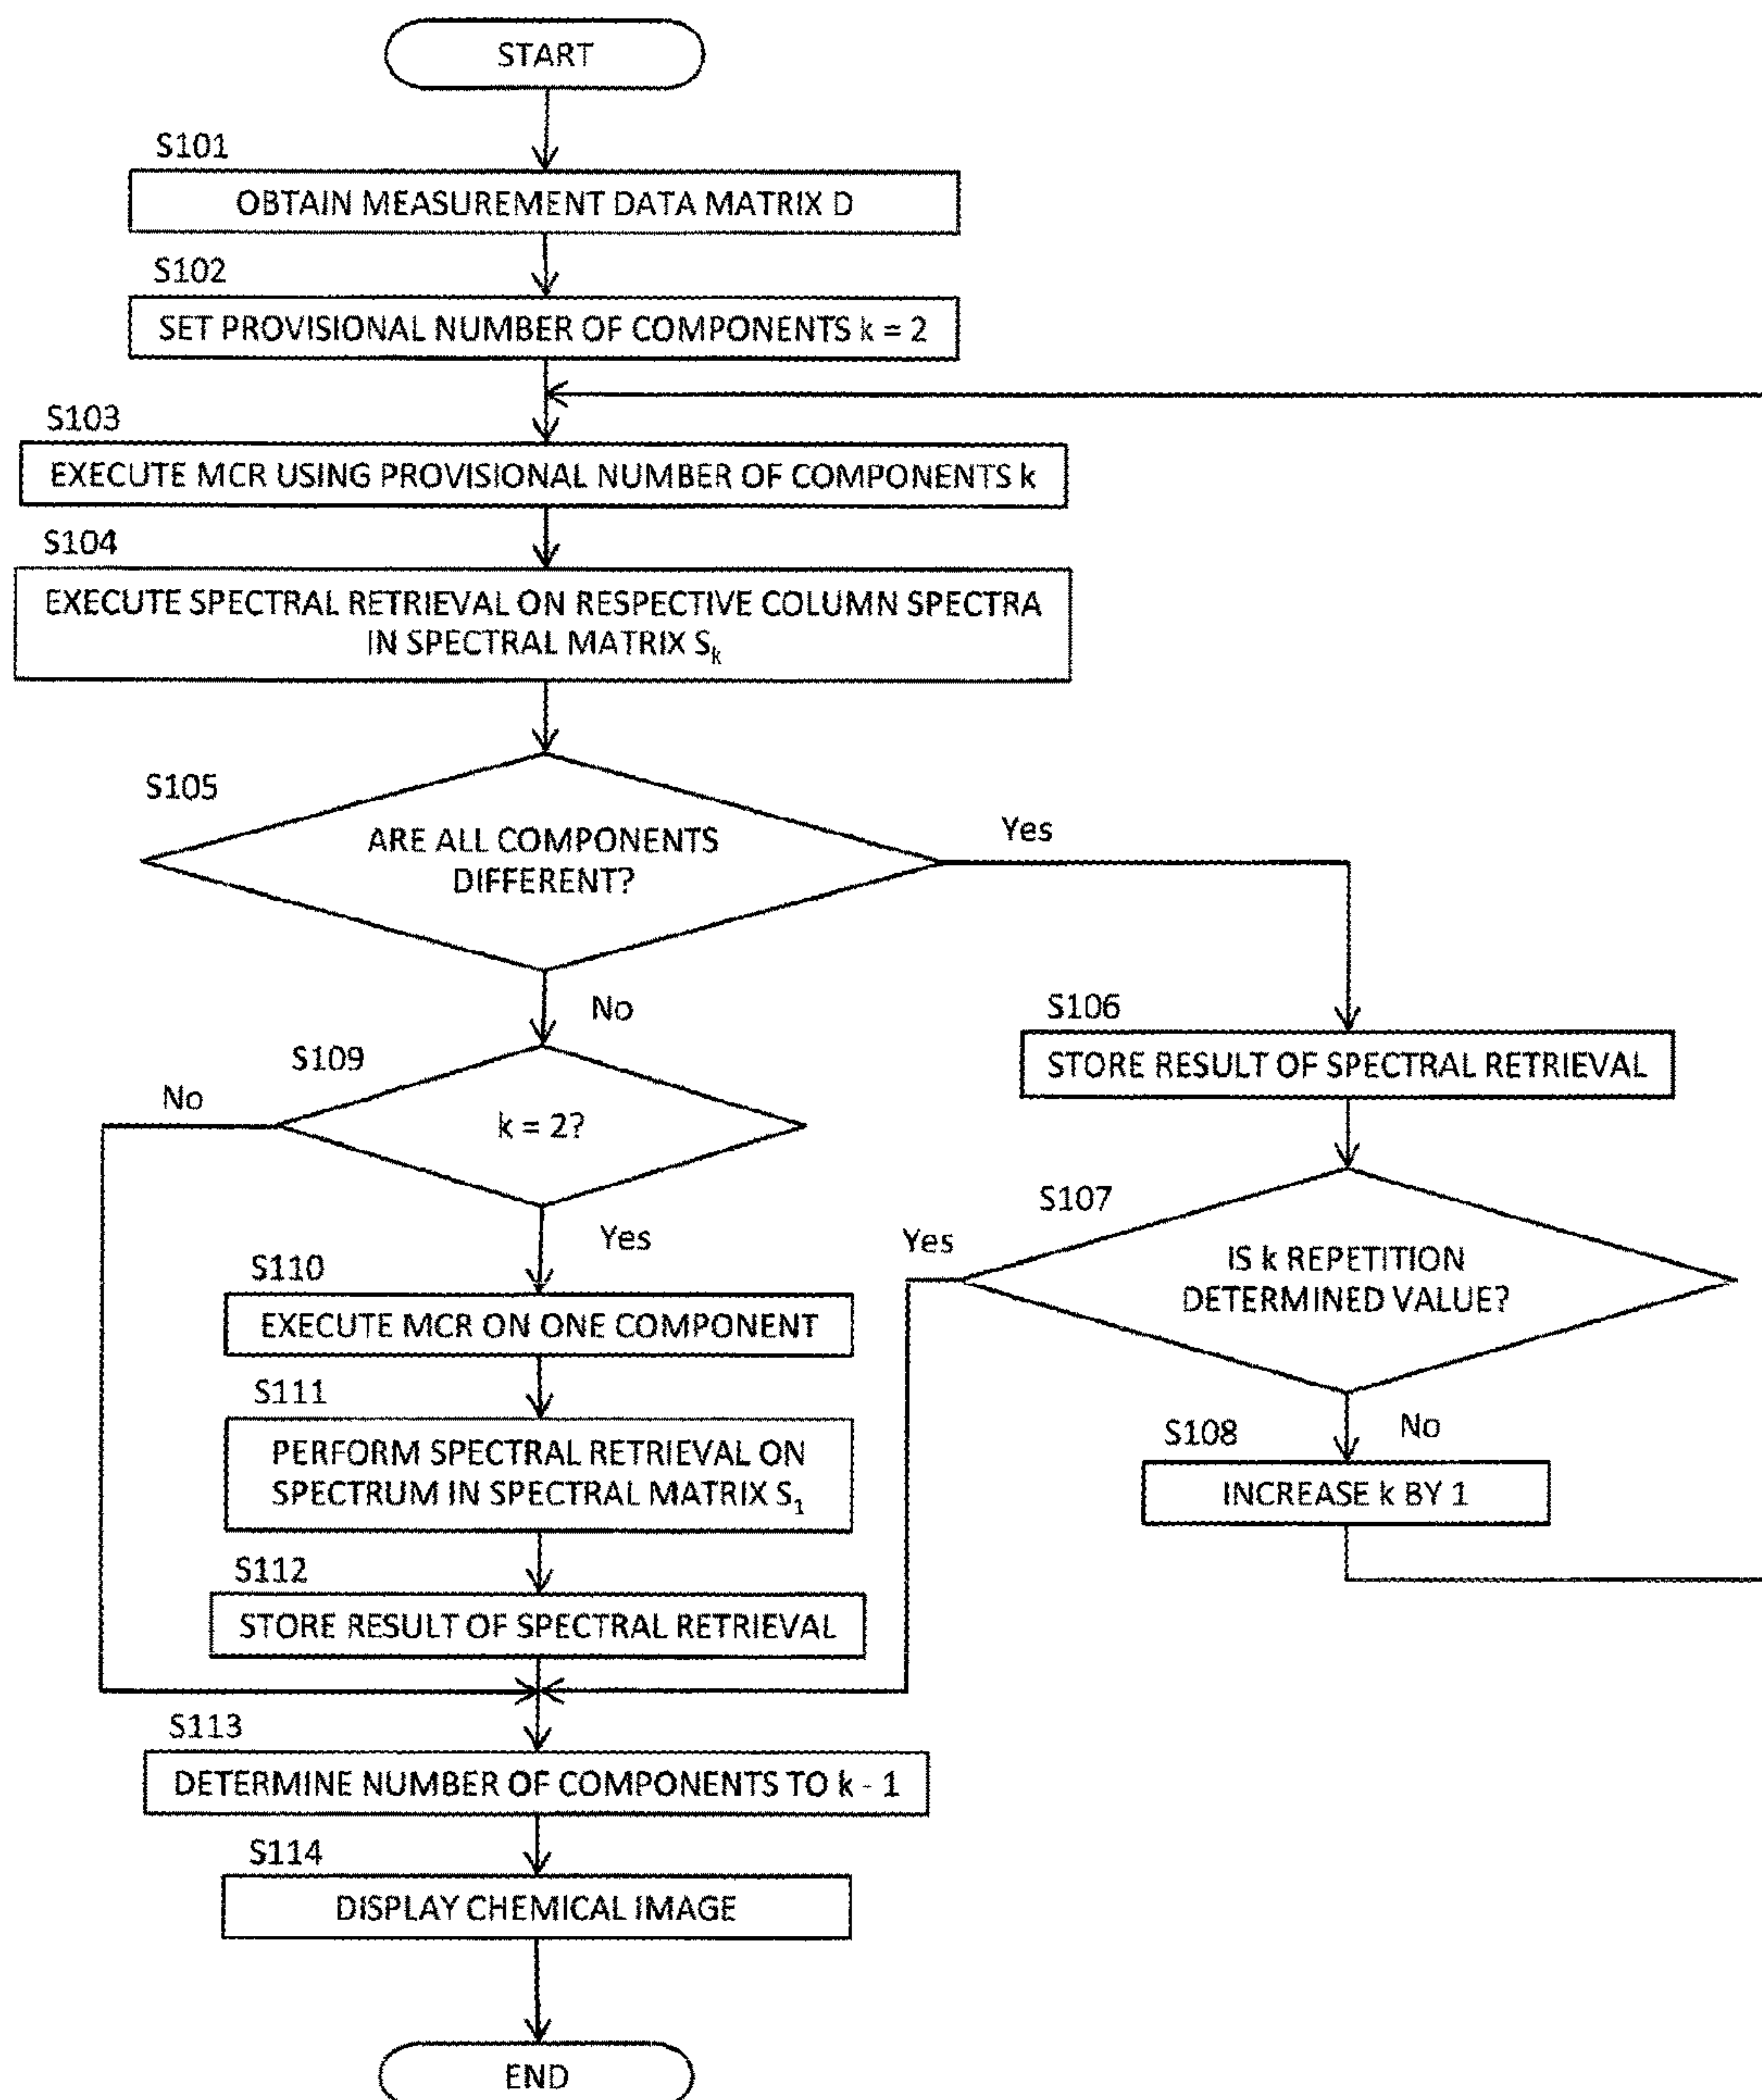 START
S101
OBTAIN MEASUREMENT DATA MATRIX D
S102
SET PROVISIONAL NUMBER OF COMPONENTS k = 2
S103
EXECUTE MCR USING PROVISIONAL NUMBER OF COMPONENTS k
S104
EXECUTE SPECTRAL RETRIEVAL ON RESPECTIVE COLUMN SPECTRA
IN SPECTRAL MATRIX Sk
S105
ARE ALL COMPONENTS
DIFFERENT?
Yes
No
S106
STORE RESULT OF SPECTRAL RETRIEVAL
S107
IS k REPETITION
DETERMINED VALUE?
Yes
No
S108
INCREASE k BY 1
S109
k = 2?
No
Yes
S110
EXECUTE MCR ON ONE COMPONENT
S111
PERFORM SPECTRAL RETRIEVAL ON
SPECTRUM IN SPECTRAL MATRIX S1
S112
STORE RESULT OF SPECTRAL RETRIEVAL
S113
DETERMINE NUMBER OF COMPONENTS TO k - 1
S114
DISPLAY CHEMICAL IMAGE
END